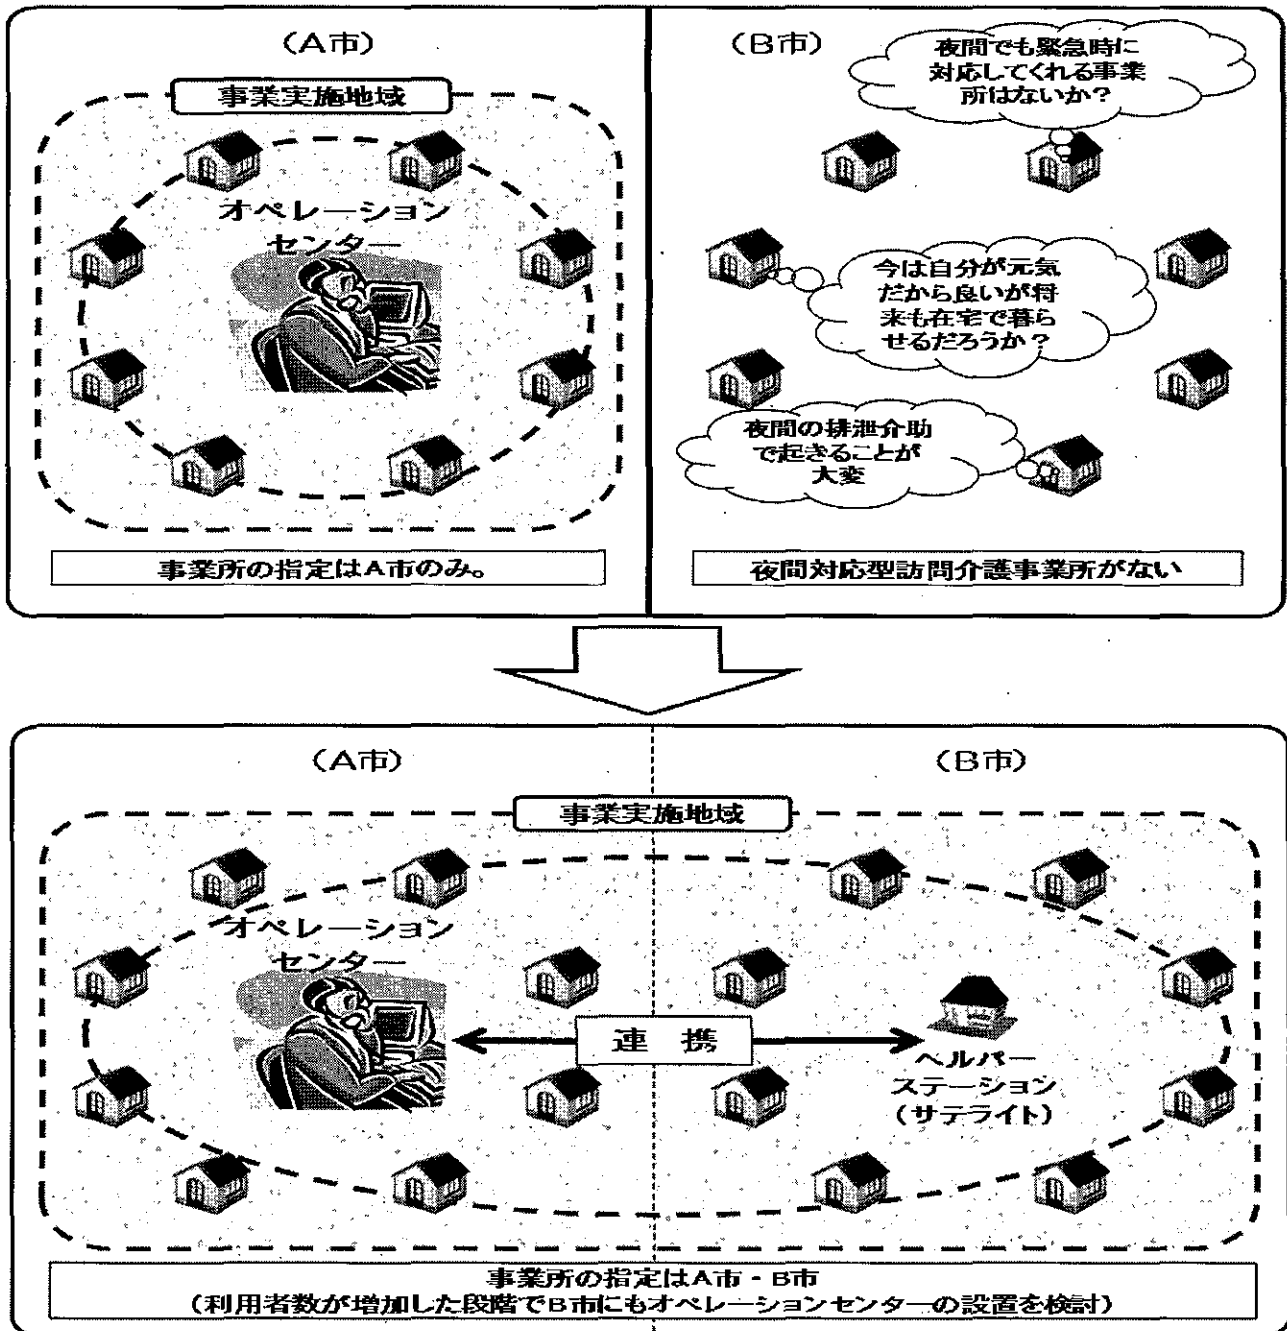 （A市）
事業実施地域
オペレーション
センター
事業所の指定はA市のみ。
（B市）
夜間でも緊急時に
対応してくれる事業
所はないか？
今は自分が元気
だから良いが将
来も在宅で暮ら
せるだろうか？
夜間の排泄介助
で起きることが
大変
夜間対応型訪問介護事業所がない
（A市）
（B市）
事業実施地域
オペレーション
センター
連 携
ヘルパー
ステーション
（サテライト）
事業所の指定はA市・B市
（利用者数が増加した段階でB市にもオペレーションセンターの設置を検討）